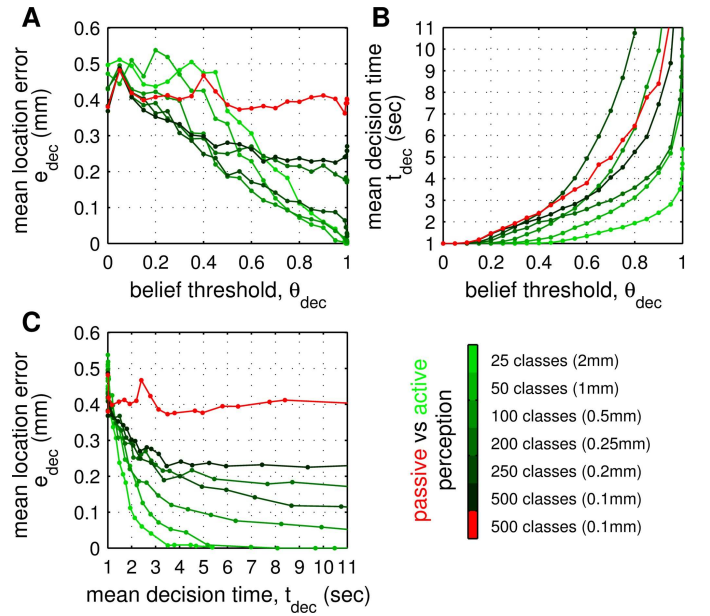 A
mean location error
e_dec (mm)
0.6
0.5
0.4
0.3
0.2
0.1
0
0 0.2 0.4 0.6 0.8 1
belief threshold, θ_dec
B
mean decision time
t_dec (sec)
11
10
9
8
7
6
5
4
3
2
1
0 0.2 0.4 0.6 0.8 1
belief threshold, θ_dec
C
mean location error
e_dec (mm)
0.6
0.5
0.4
0.3
0.2
0.1
0
1 2 3 4 5 6 7 8 9 10 11
mean decision time, t_dec (sec)
passive vs active
perception
25 classes (2mm)
50 classes (1mm)
100 classes (0.5mm)
200 classes (0.25mm)
250 classes (0.2mm)
500 classes (0.1mm)
500 classes (0.1mm)